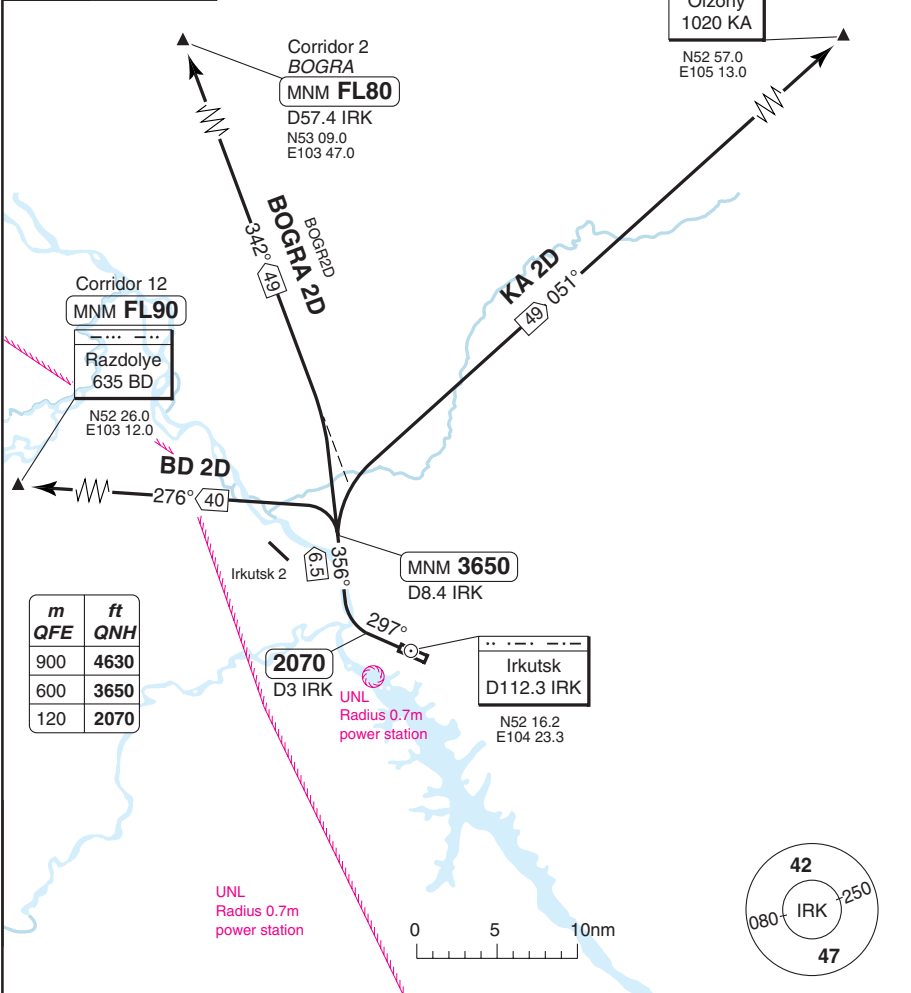 Olzony
1020 KA
N52 57.0
E105 13.0
Corridor 2
BOGRA
MNM FL80
D57.4 IRK
N53 09.0
E103 47.0
BOGR2D
BOGRA 2D
342°
49
KA 2D
49
051°
Corridor 12
MNM FL90
Razdolye
635 BD
N52 26.0
E103 12.0
BD 2D
276°
40
Irkutsk 2
6.5
356°
MNM 3650
D8.4 IRK
297°
2070
D3 IRK
Irkutsk
D112.3 IRK
N52 16.2
E104 23.3
UNL
Radius 0.7m
power station
m ft
QFE QNH
900 4630
600 3650
120 2070
UNL
Radius 0.7m
power station
0 5 10nm
42
080 IRK 250
47